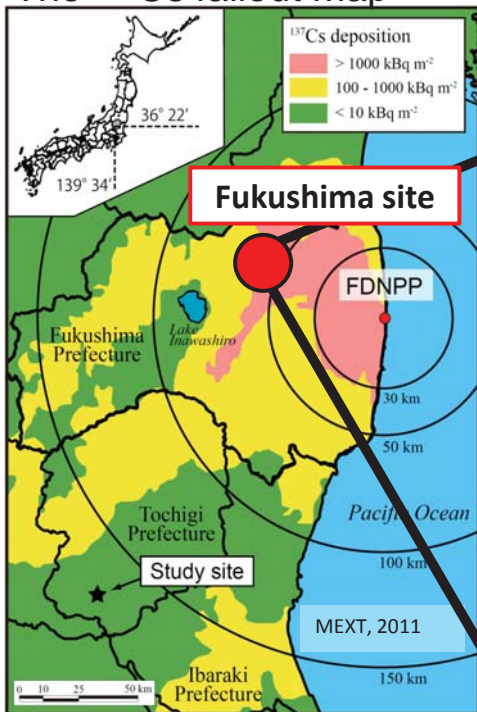 ¹³⁷Cs deposition
> 1000 kBq m⁻²
100 - 1000 kBq m⁻²
< 10 kBq m⁻²
36° 22′
139° 34′
Fukushima site
FDNPP
Lake
Inawashiro
Fukushima
Prefecture
30 km
50 km
Pacific Ocean
Tochigi
Prefecture
100 km
Study site
MEXT, 2011
Ibaraki
Prefecture
150 km
0 10 25 50 km